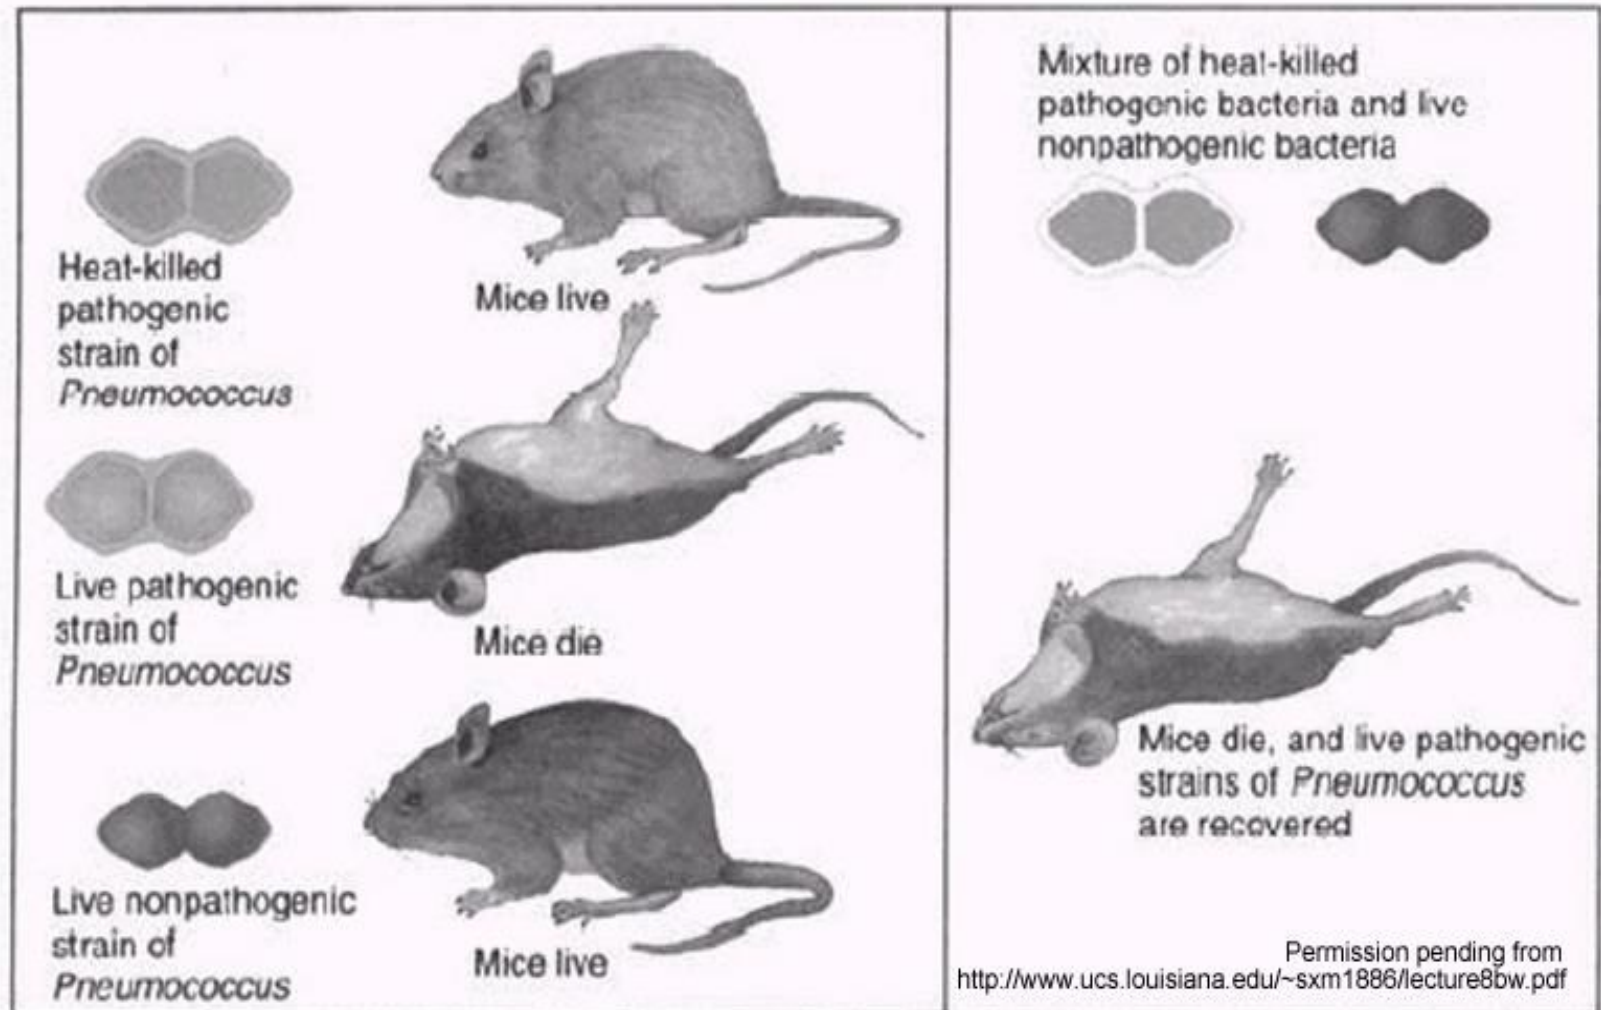 Heat-killed
pathogenic
strain of
Pneumococcus
Mice live
Live pathogenic
strain of
Pneumococcus
Mice die
Live nonpathogenic
strain of
Pneumococcus
Mice live
Mixture of heat-killed
pathogenic bacteria and live
nonpathogenic bacteria
Mice die, and live pathogenic
strains of Pneumococcus
are recovered
Permission pending from
http://www.ucs.louisiana.edu/~sxm1886/lecture8bw.pdf